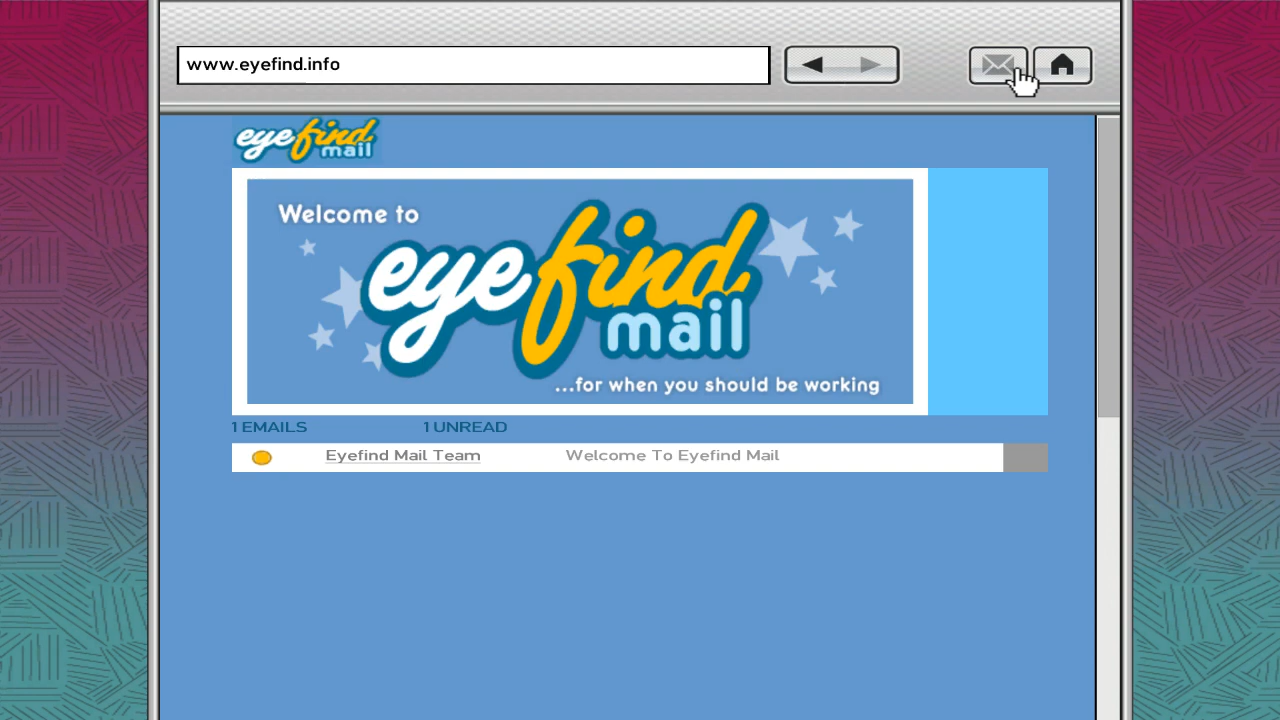 www.eyefind.info
eyefind
mail
Welcome to
eyefind
mail
...for when you should be working
1 EMAILS 1 UNREAD
Eyefind Mail Team Welcome To Eyefind Mail